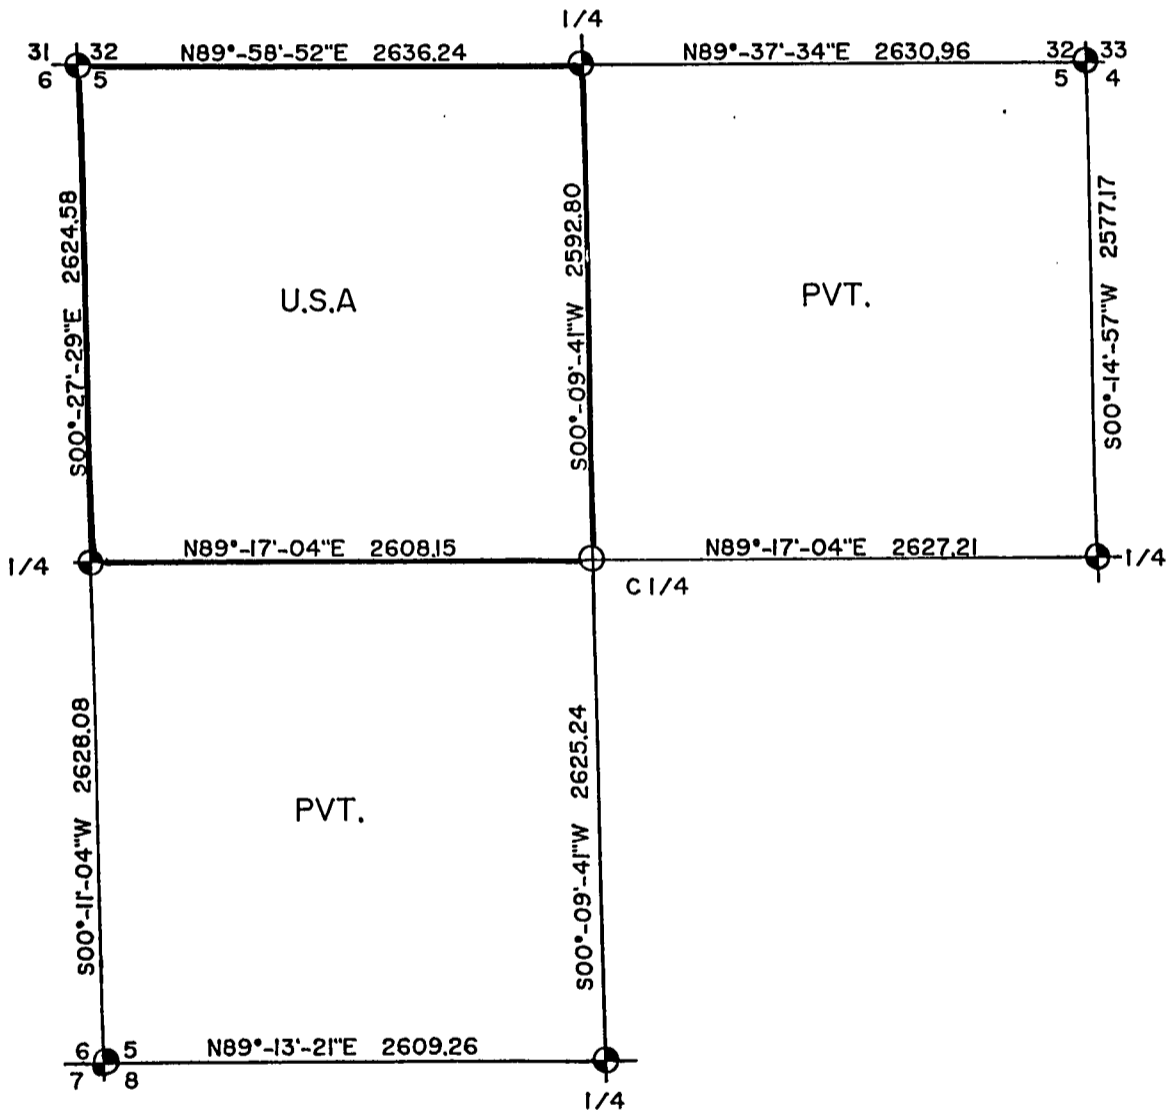 1/4
31 32 N89°-58'-52"E 2636.24 N89°-37'-34"E 2630.96 32 33
6 5 5 4
S00°-27'-29"E 2624.58
S00°-09'-41"W 2592.80
S00°-14'-57"W 2577.17
U.S.A
PVT.
N89°-17'-04"E 2608.15 N89°-17'-04"E 2627.21
1/4 1/4
C 1/4
S00°-11'-04"W 2628.08
S00°-09'-41"W 2625.24
PVT.
6 5 N89°-13'-21"E 2609.26
7 8
1/4